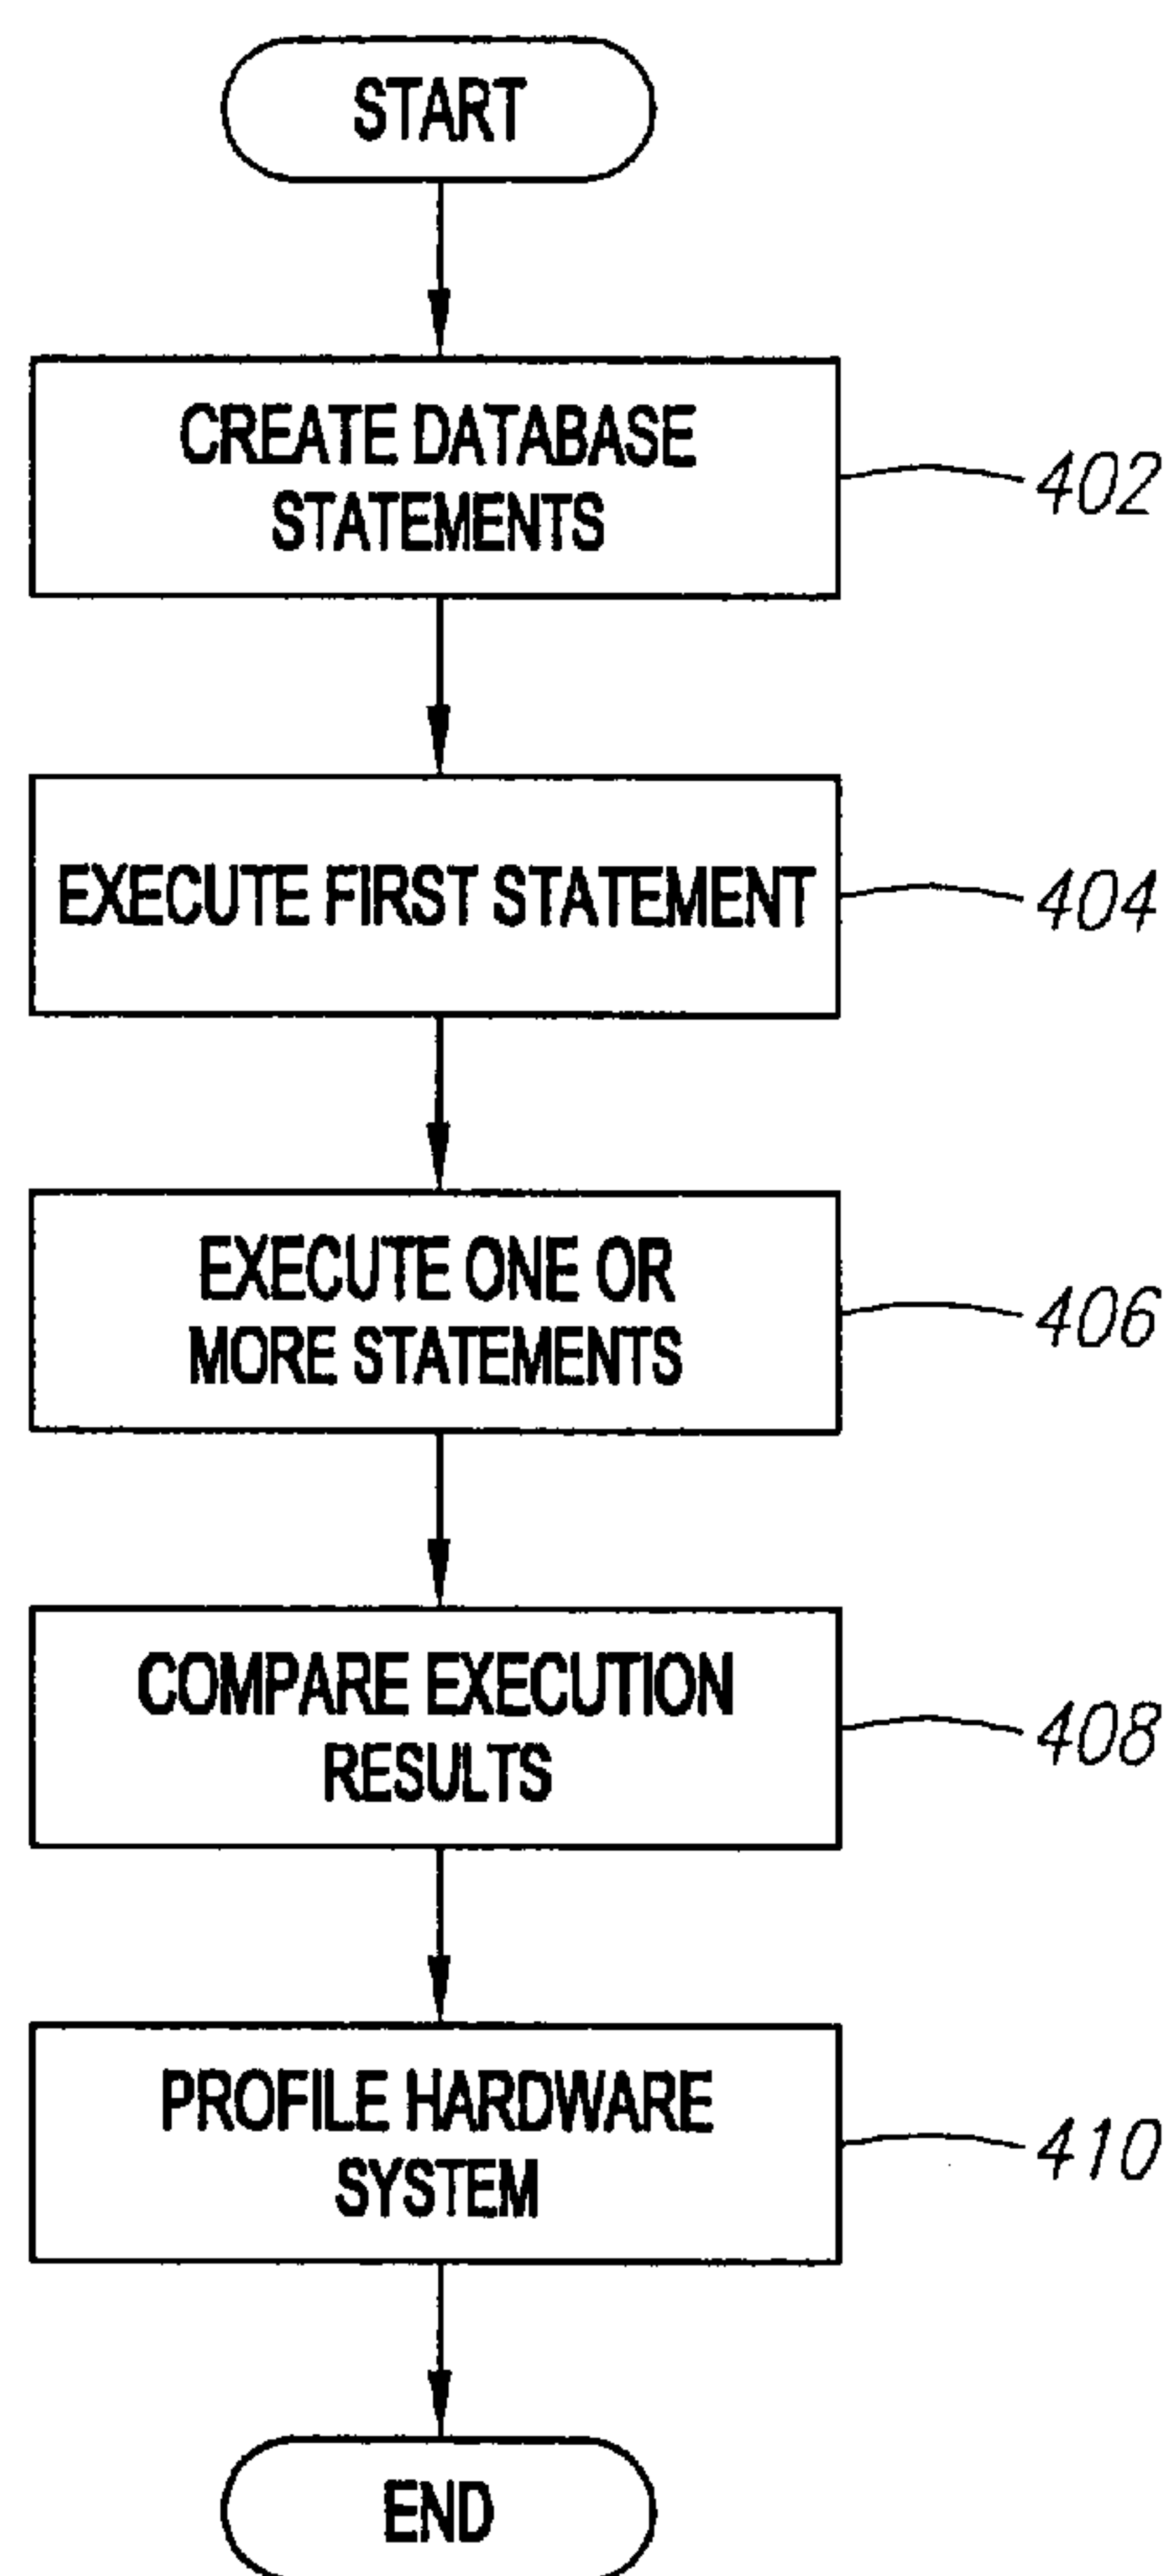 START
CREATE DATABASE
STATEMENTS
402
EXECUTE FIRST STATEMENT
404
EXECUTE ONE OR
MORE STATEMENTS
406
COMPARE EXECUTION
RESULTS
408
PROFILE HARDWARE
SYSTEM
410
END